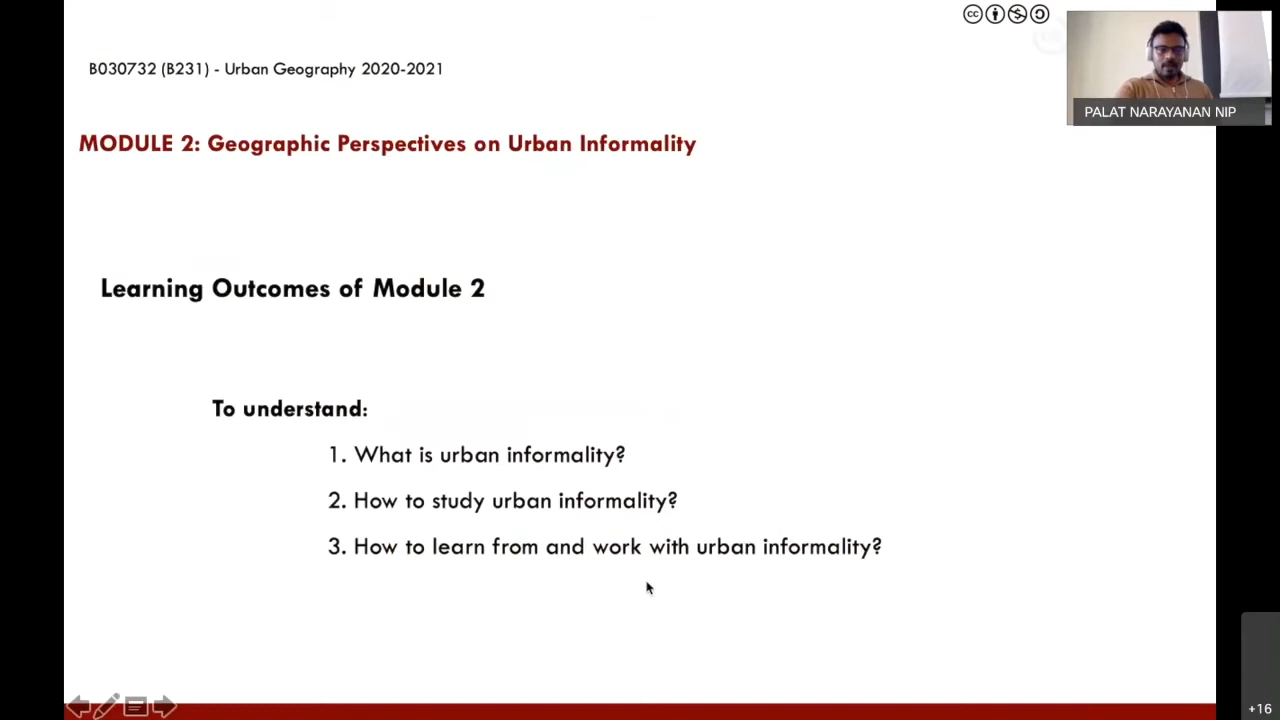 B030732 (B231) - Urban Geography 2020-2021
PALAT NARAYANAN NIP
MODULE 2: Geographic Perspectives on Urban Informality
Learning Outcomes of Module 2
To understand:
1. What is urban informality?
2. How to study urban informality?
3. How to learn from and work with urban informality?
+16